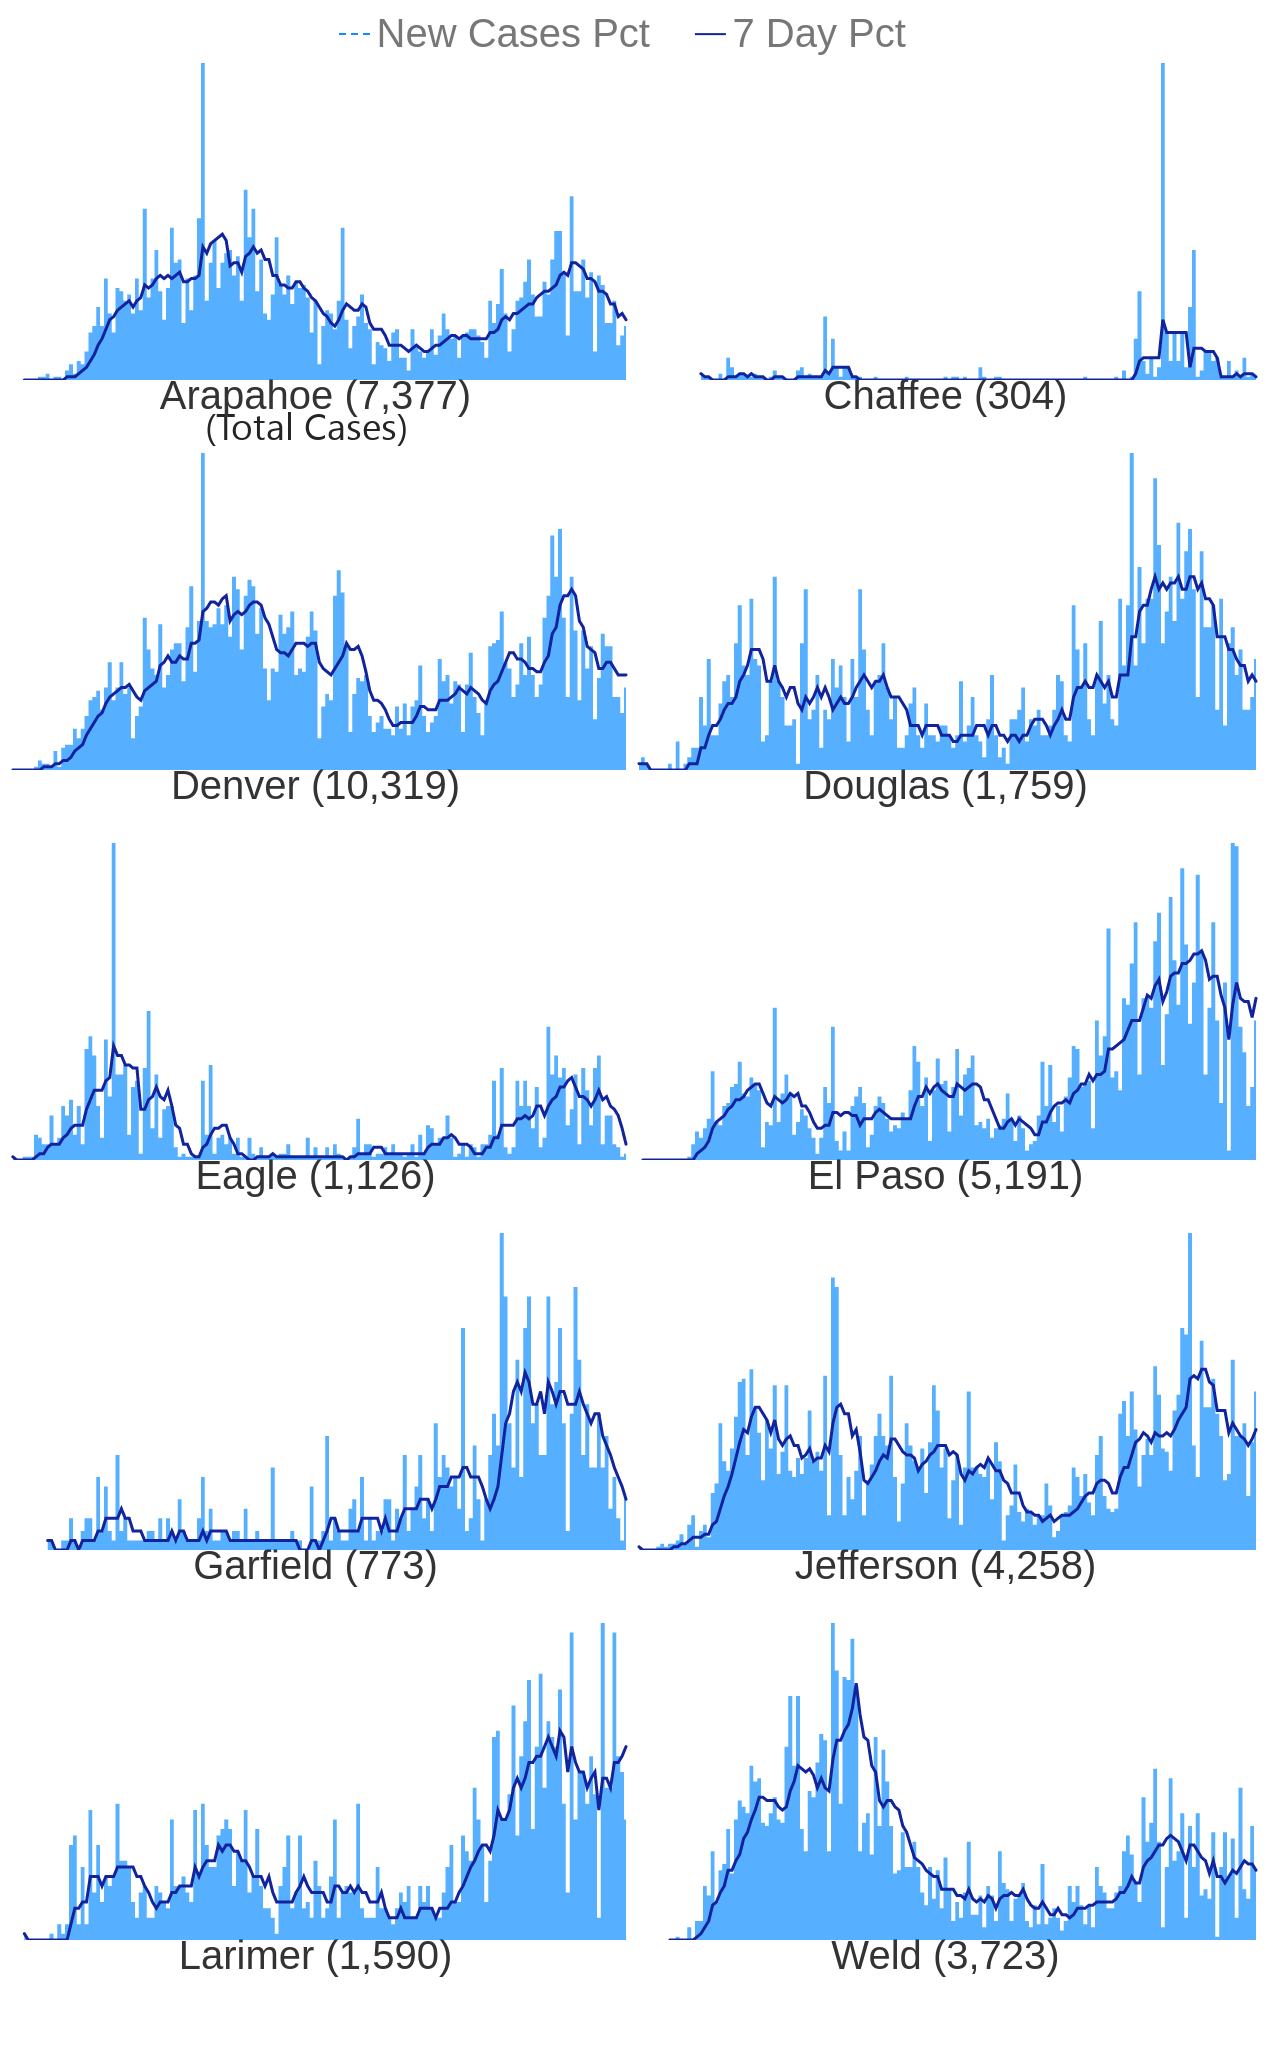 New Cases Pct 7 Day Pct
Arapahoe (7,377) Chaffee (304)
(Total Cases)
Denver (10,319) Douglas (1,759)
Eagle (1,126) El Paso (5,191)
Garfield (773) Jefferson (4,258)
Larimer (1,590) Weld (3,723)